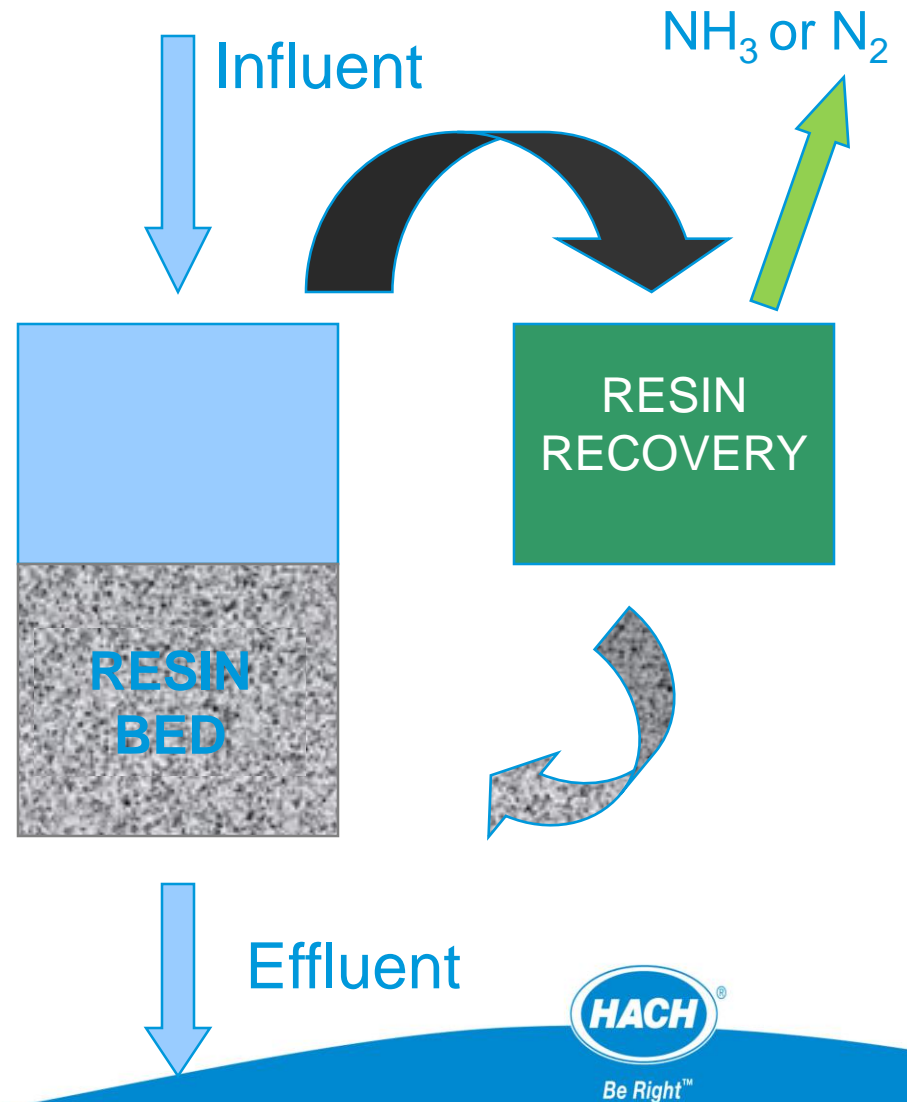 Influent
NH₃ or N₂
RESIN
RECOVERY
RESIN
BED
Effluent
HACH®
Be Right™